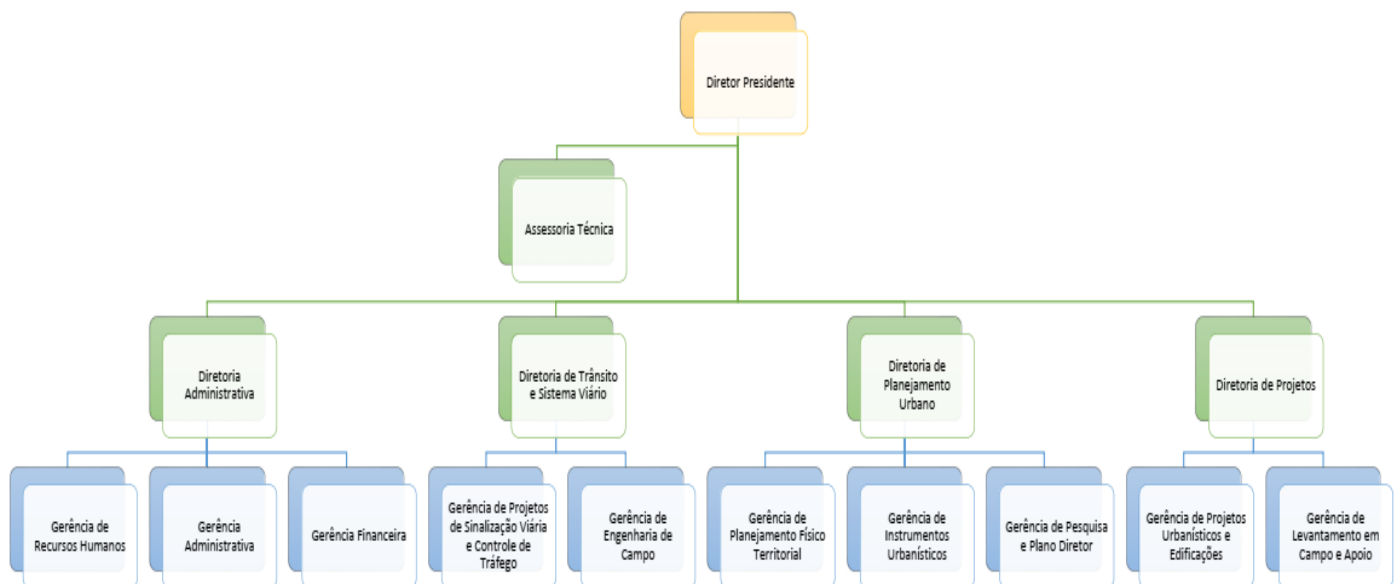 Diretor Presidente
Assessoria Técnica
Diretoria
Administrativa
Diretoria de Trânsito
e Sistema Viário
Diretoria de
Planejamento
Urbano
Diretoria de Projetos
Gerência de
Recursos Humanos
Gerência
Administrativa
Gerência Financeira
Gerência de Projetos
de Sinalização Viária
e Controle de
Tráfego
Gerência de
Engenharia de
Campo
Gerência de
Planejamento Físico
Territorial
Gerência de
Instrumentos
Urbanísticos
Gerência de Pesquisa
e Plano Diretor
Gerência de Projetos
Urbanísticos e
Edificações
Gerência de
Levantamento em
Campo e Apoio